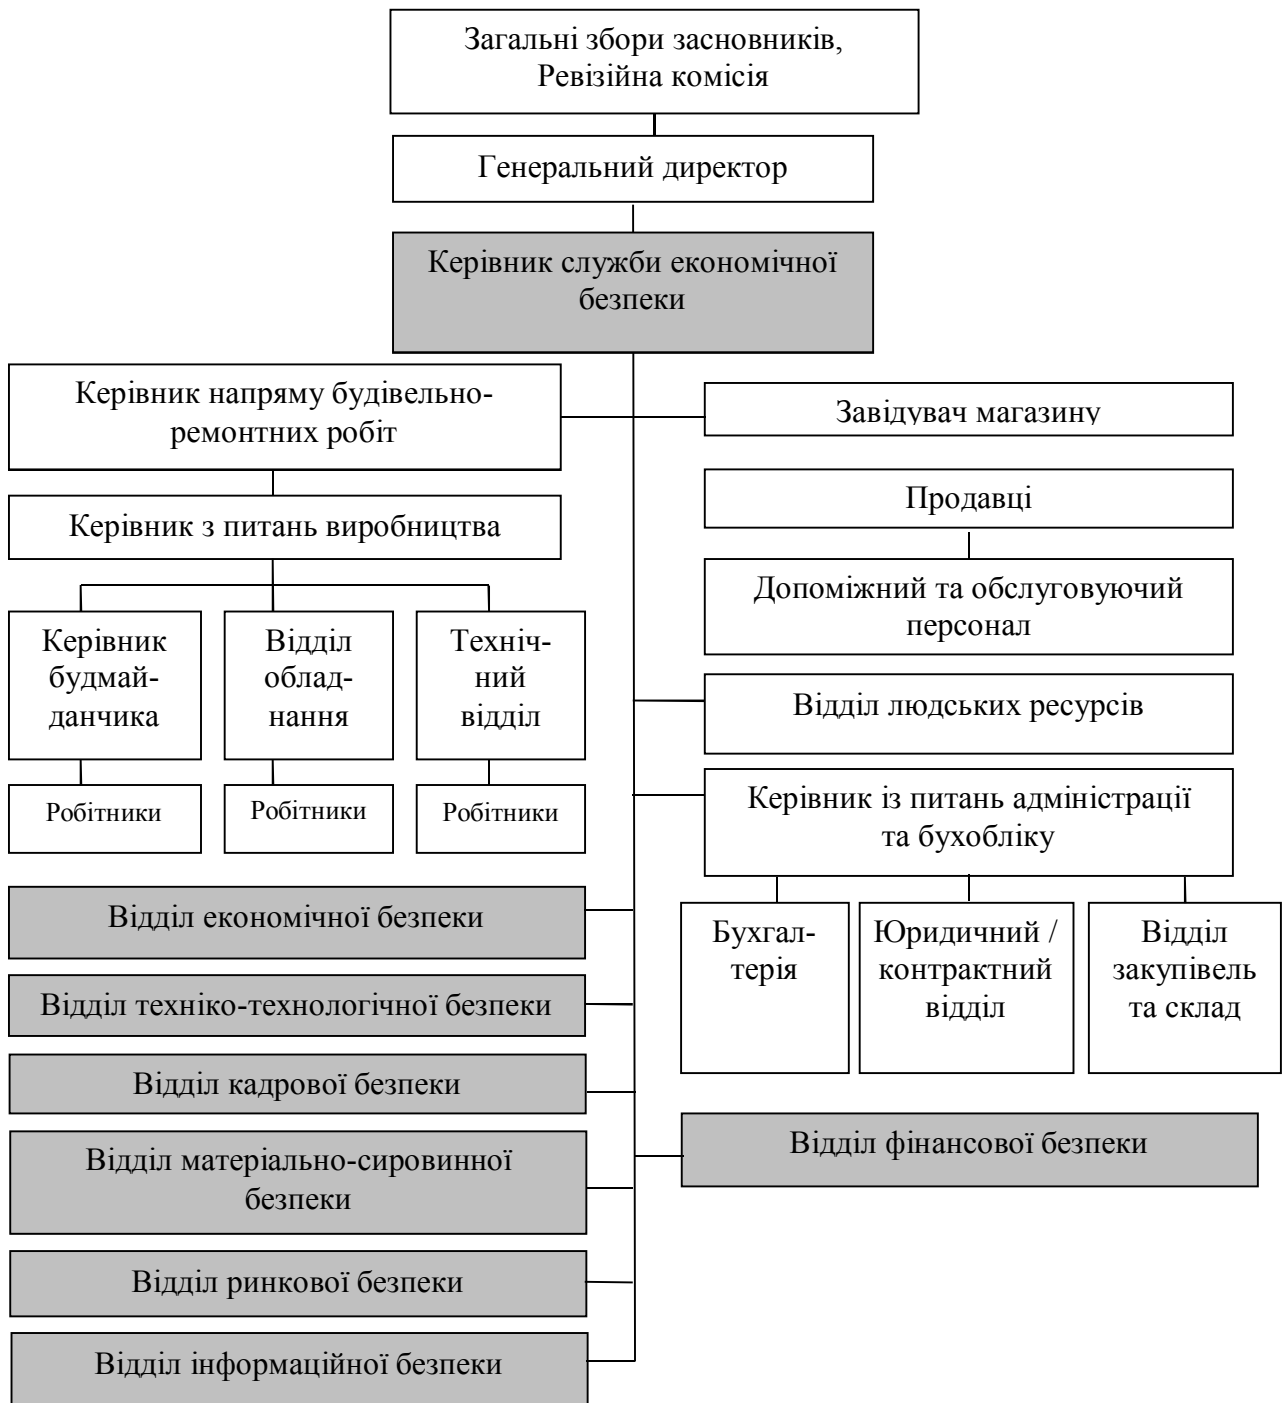 Загальні збори засновників,
Ревізійна комісія
Генеральний директор
Керівник служби економічної
безпеки
Керівник напряму будівельно-
ремонтних робіт
Завідувач магазину
Керівник з питань виробництва
Продавці
Допоміжний та обслуговуючий
персонал
Керівник
будмай-
данчика
Відділ
облад-
нання
Техніч-
ний
відділ
Відділ людських ресурсів
Робітники
Робітники
Робітники
Керівник із питань адміністрації
та бухобліку
Бухгал-
терія
Юридичний /
контрактний
відділ
Відділ
закупівель
та склад
Відділ економічної безпеки
Відділ техніко-технологічної безпеки
Відділ кадрової безпеки
Відділ матеріально-сировинної
безпеки
Відділ фінансової безпеки
Відділ ринкової безпеки
Відділ інформаційної безпеки